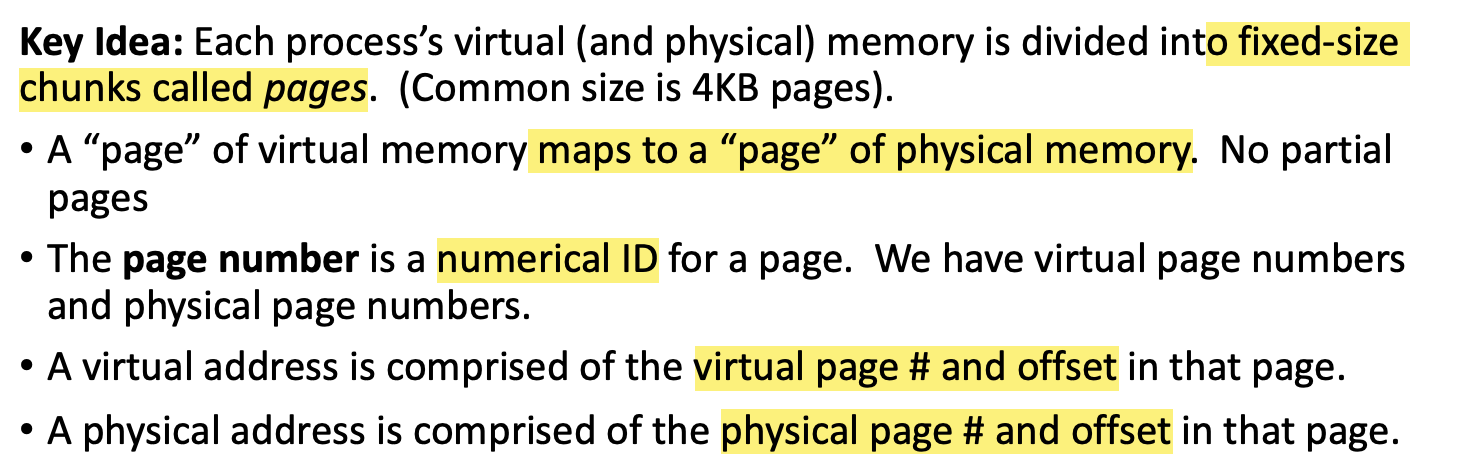 Key Idea: Each process’s virtual (and physical) memory is divided into fixed-size
chunks called pages.  (Common size is 4KB pages).
• A “page” of virtual memory maps to a “page” of physical memory.  No partial
pages
• The page number is a numerical ID for a page.  We have virtual page numbers
and physical page numbers.
• A virtual address is comprised of the virtual page # and offset in that page.
• A physical address is comprised of the physical page # and offset in that page.